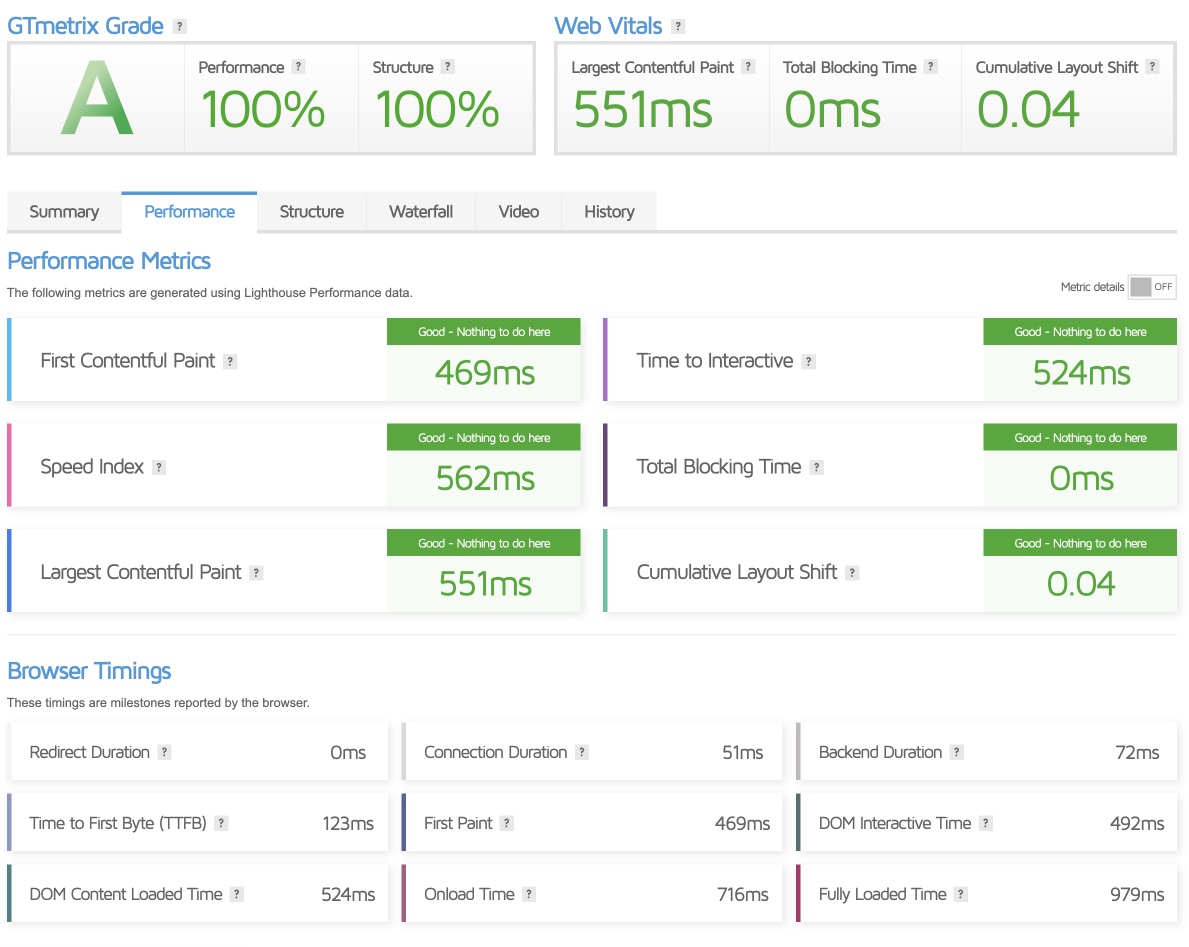 GTmetrix Grade ?
Web Vitals ?
A
Performance ?
100%
Structure ?
100%
Largest Contentful Paint ?
551ms
Total Blocking Time ?
0ms
Cumulative Layout Shift ?
0.04
Summary Performance Structure Waterfall Video History
Performance Metrics
The following metrics are generated using Lighthouse Performance data.
Metric details OFF
First Contentful Paint ?
Good - Nothing to do here
469ms
Time to Interactive ?
Good - Nothing to do here
524ms
Speed Index ?
Good - Nothing to do here
562ms
Total Blocking Time ?
Good - Nothing to do here
0ms
Largest Contentful Paint ?
Good - Nothing to do here
551ms
Cumulative Layout Shift ?
Good - Nothing to do here
0.04
Browser Timings
These timings are milestones reported by the browser.
Redirect Duration ? 0ms
Connection Duration ? 51ms
Backend Duration ? 72ms
Time to First Byte (TTFB) ? 123ms
First Paint ? 469ms
DOM Interactive Time ? 492ms
DOM Content Loaded Time ? 524ms
Onload Time ? 716ms
Fully Loaded Time ? 979ms